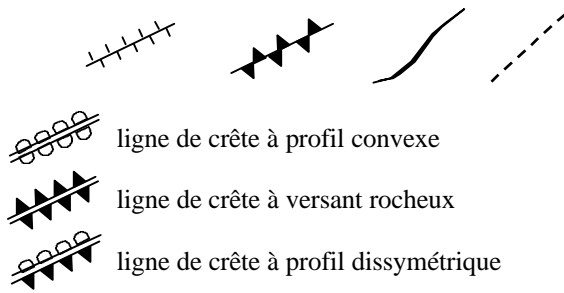 ligne de crête à profil convexe
ligne de crête à versant rocheux
ligne de crête à profil dissymétrique